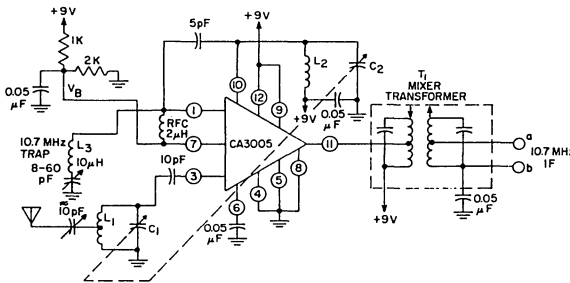 +9V
1K
2K
0.05
μF
V_B
5pF
+9V
L₂
C₂
+9V
0.05
μF
10
12
9
1
RFC
2μH
7
CA3005
11
10pF
3
6
4
5
8
0.05
μF
10.7 MHz
TRAP
8-60
pF
L₃
10μH
≈
10pF
L₁
C₁
T₁
MIXER
TRANSFORMER
+9V
a
b
10.7 MHz
IF
0.05
μF